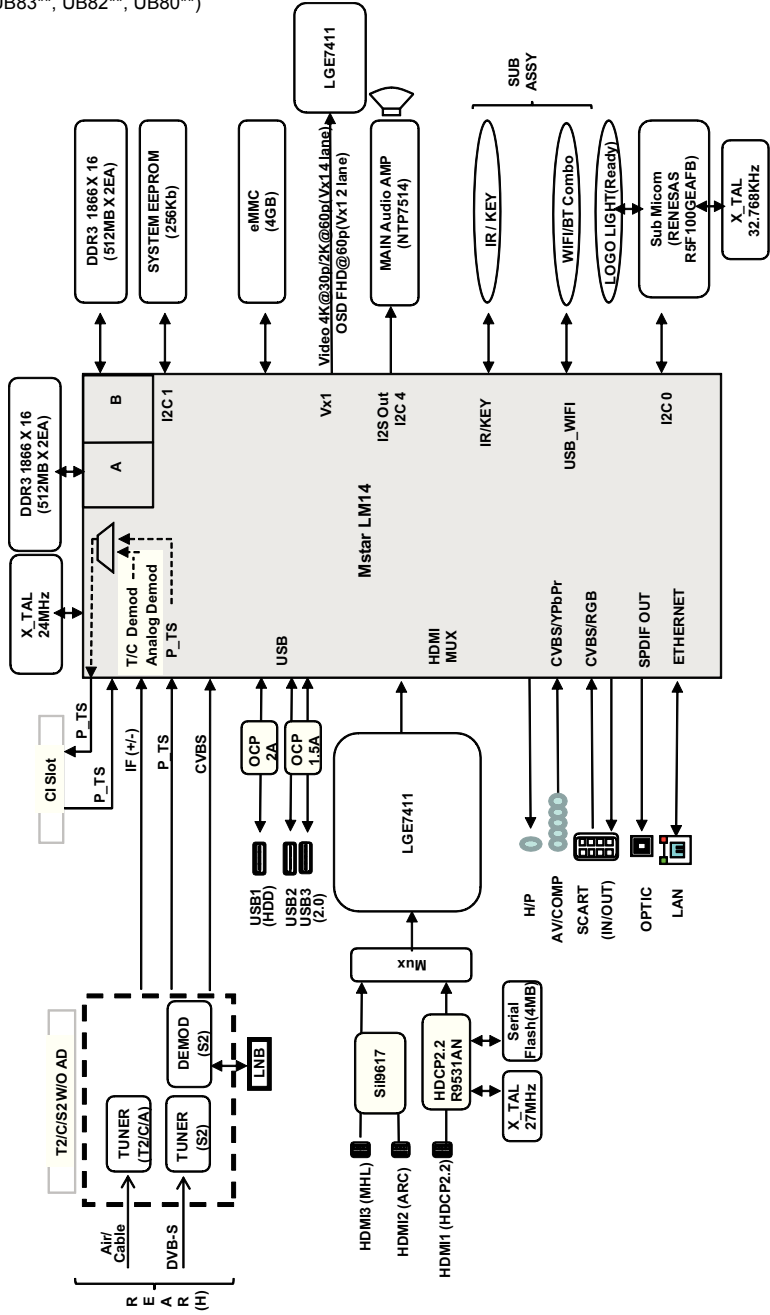 UB83**, UB82**, UB80**)
R
E
A
R
(H)
Air/
Cable
DVB-S
T2/C/S2 W/O AD
TUNER
(T2/C/A)
TUNER
(S2)
DEMOD
(S2)
LNB
CI Slot
P_TS
P_TS
IF (+/-)
P_TS
CVBS
X_TAL
24MHz
DDR3 1866 X 16
(512MB X 2EA)
A
B
T/C Demod
Analog Demod
P_TS
DDR3 1866 X 16
(512MB X 2EA)
I2C 1
SYSTEM EEPROM
(256Kb)
eMMC
(4GB)
USB1
(HDD)
USB2
USB3
(2.0)
OCP
2A
OCP
1.5A
USB
Mstar LM14
Vx1
Video 4K@30p/2K@60p(Vx1 4 lane)
OSD FHD@60p(Vx1 2 lane)
LGE7411
HDMI3 (MHL)
HDMI2 (ARC)
HDMI1 (HDCP2.2)
SiI9617
HDCP2.2
R9531AN
X_TAL
27MHz
Serial
Flash(4MB)
Mux
LGE7411
HDMI
MUX
I2S Out
I2C 4
MAIN Audio AMP
(NTP7514)
H/P
AV/COMP
SCART
(IN/OUT)
OPTIC
LAN
CVBS/YPbPr
CVBS/RGB
SPDIF OUT
ETHERNET
IR/KEY
USB_WIFI
I2C 0
IR / KEY
WIFI/BT Combo
LOGO LIGHT(Ready)
SUB
ASSY
Sub Micom
(RENESAS
R5F100GEAFB)
X_TAL
32.768KHz